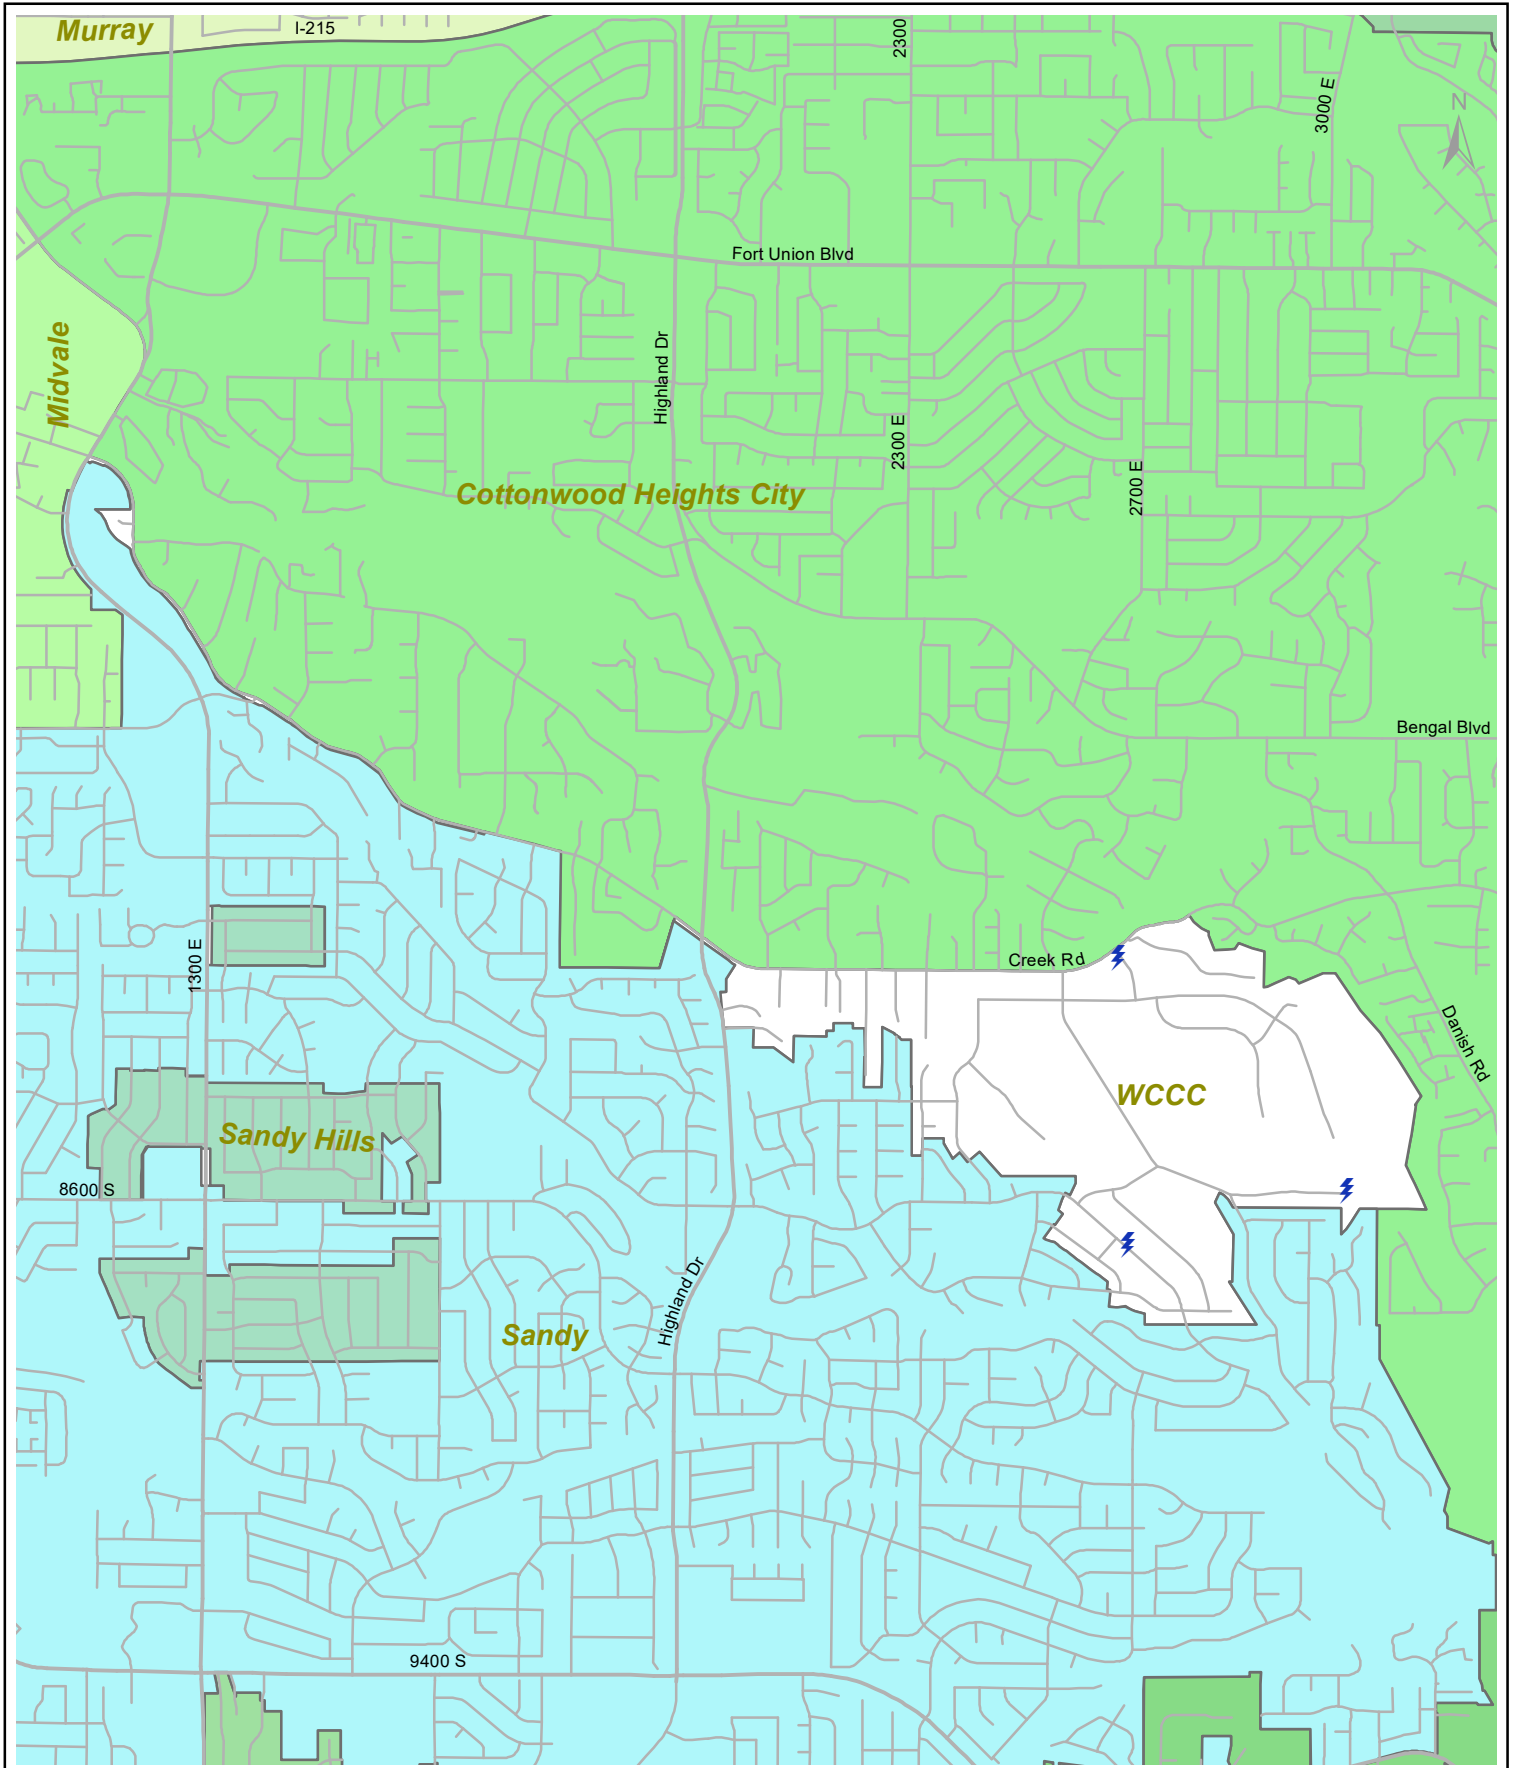 Murray
I-215
2300
3000 E
N
Fort Union Blvd
Midvale
Highland Dr
2300 E
2700 E
Cottonwood Heights City
Bengal Blvd
1300 E
Creek Rd
Danish Rd
WCCC
Sandy Hills
8600 S
Highland Dr
Sandy
9400 S